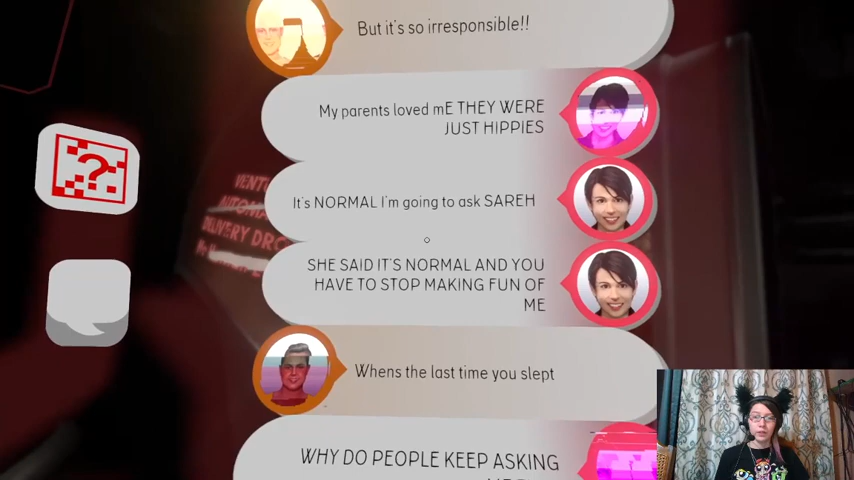 But it's so irresponsible!!
My parents loved mE THEY WERE
JUST HIPPIES
?
It's NORMAL I'm going to ask SAREH
SHE SAID IT'S NORMAL AND YOU
HAVE TO STOP MAKING FUN OF
ME
DELIVERY
Whens the last time you slept
WHY DO PEOPLE KEEP ASKING